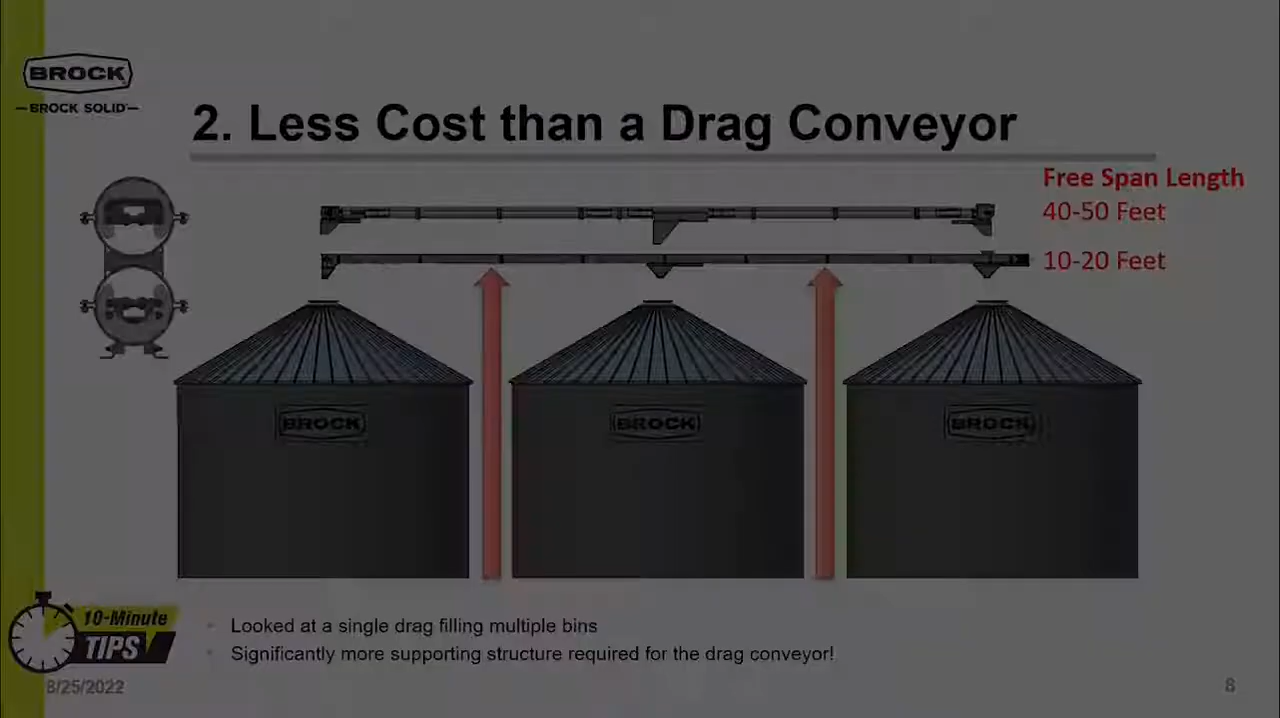 BROCK
BROCK SOLID
2. Less Cost than a Drag Conveyor
Free Span Length
40-50 Feet
10-20 Feet
BROCK
BROCK
BROCK
10-Minute
TIPS
Looked at a single drag filling multiple bins
Significantly more supporting structure required for the drag conveyor!
8/25/2022
8